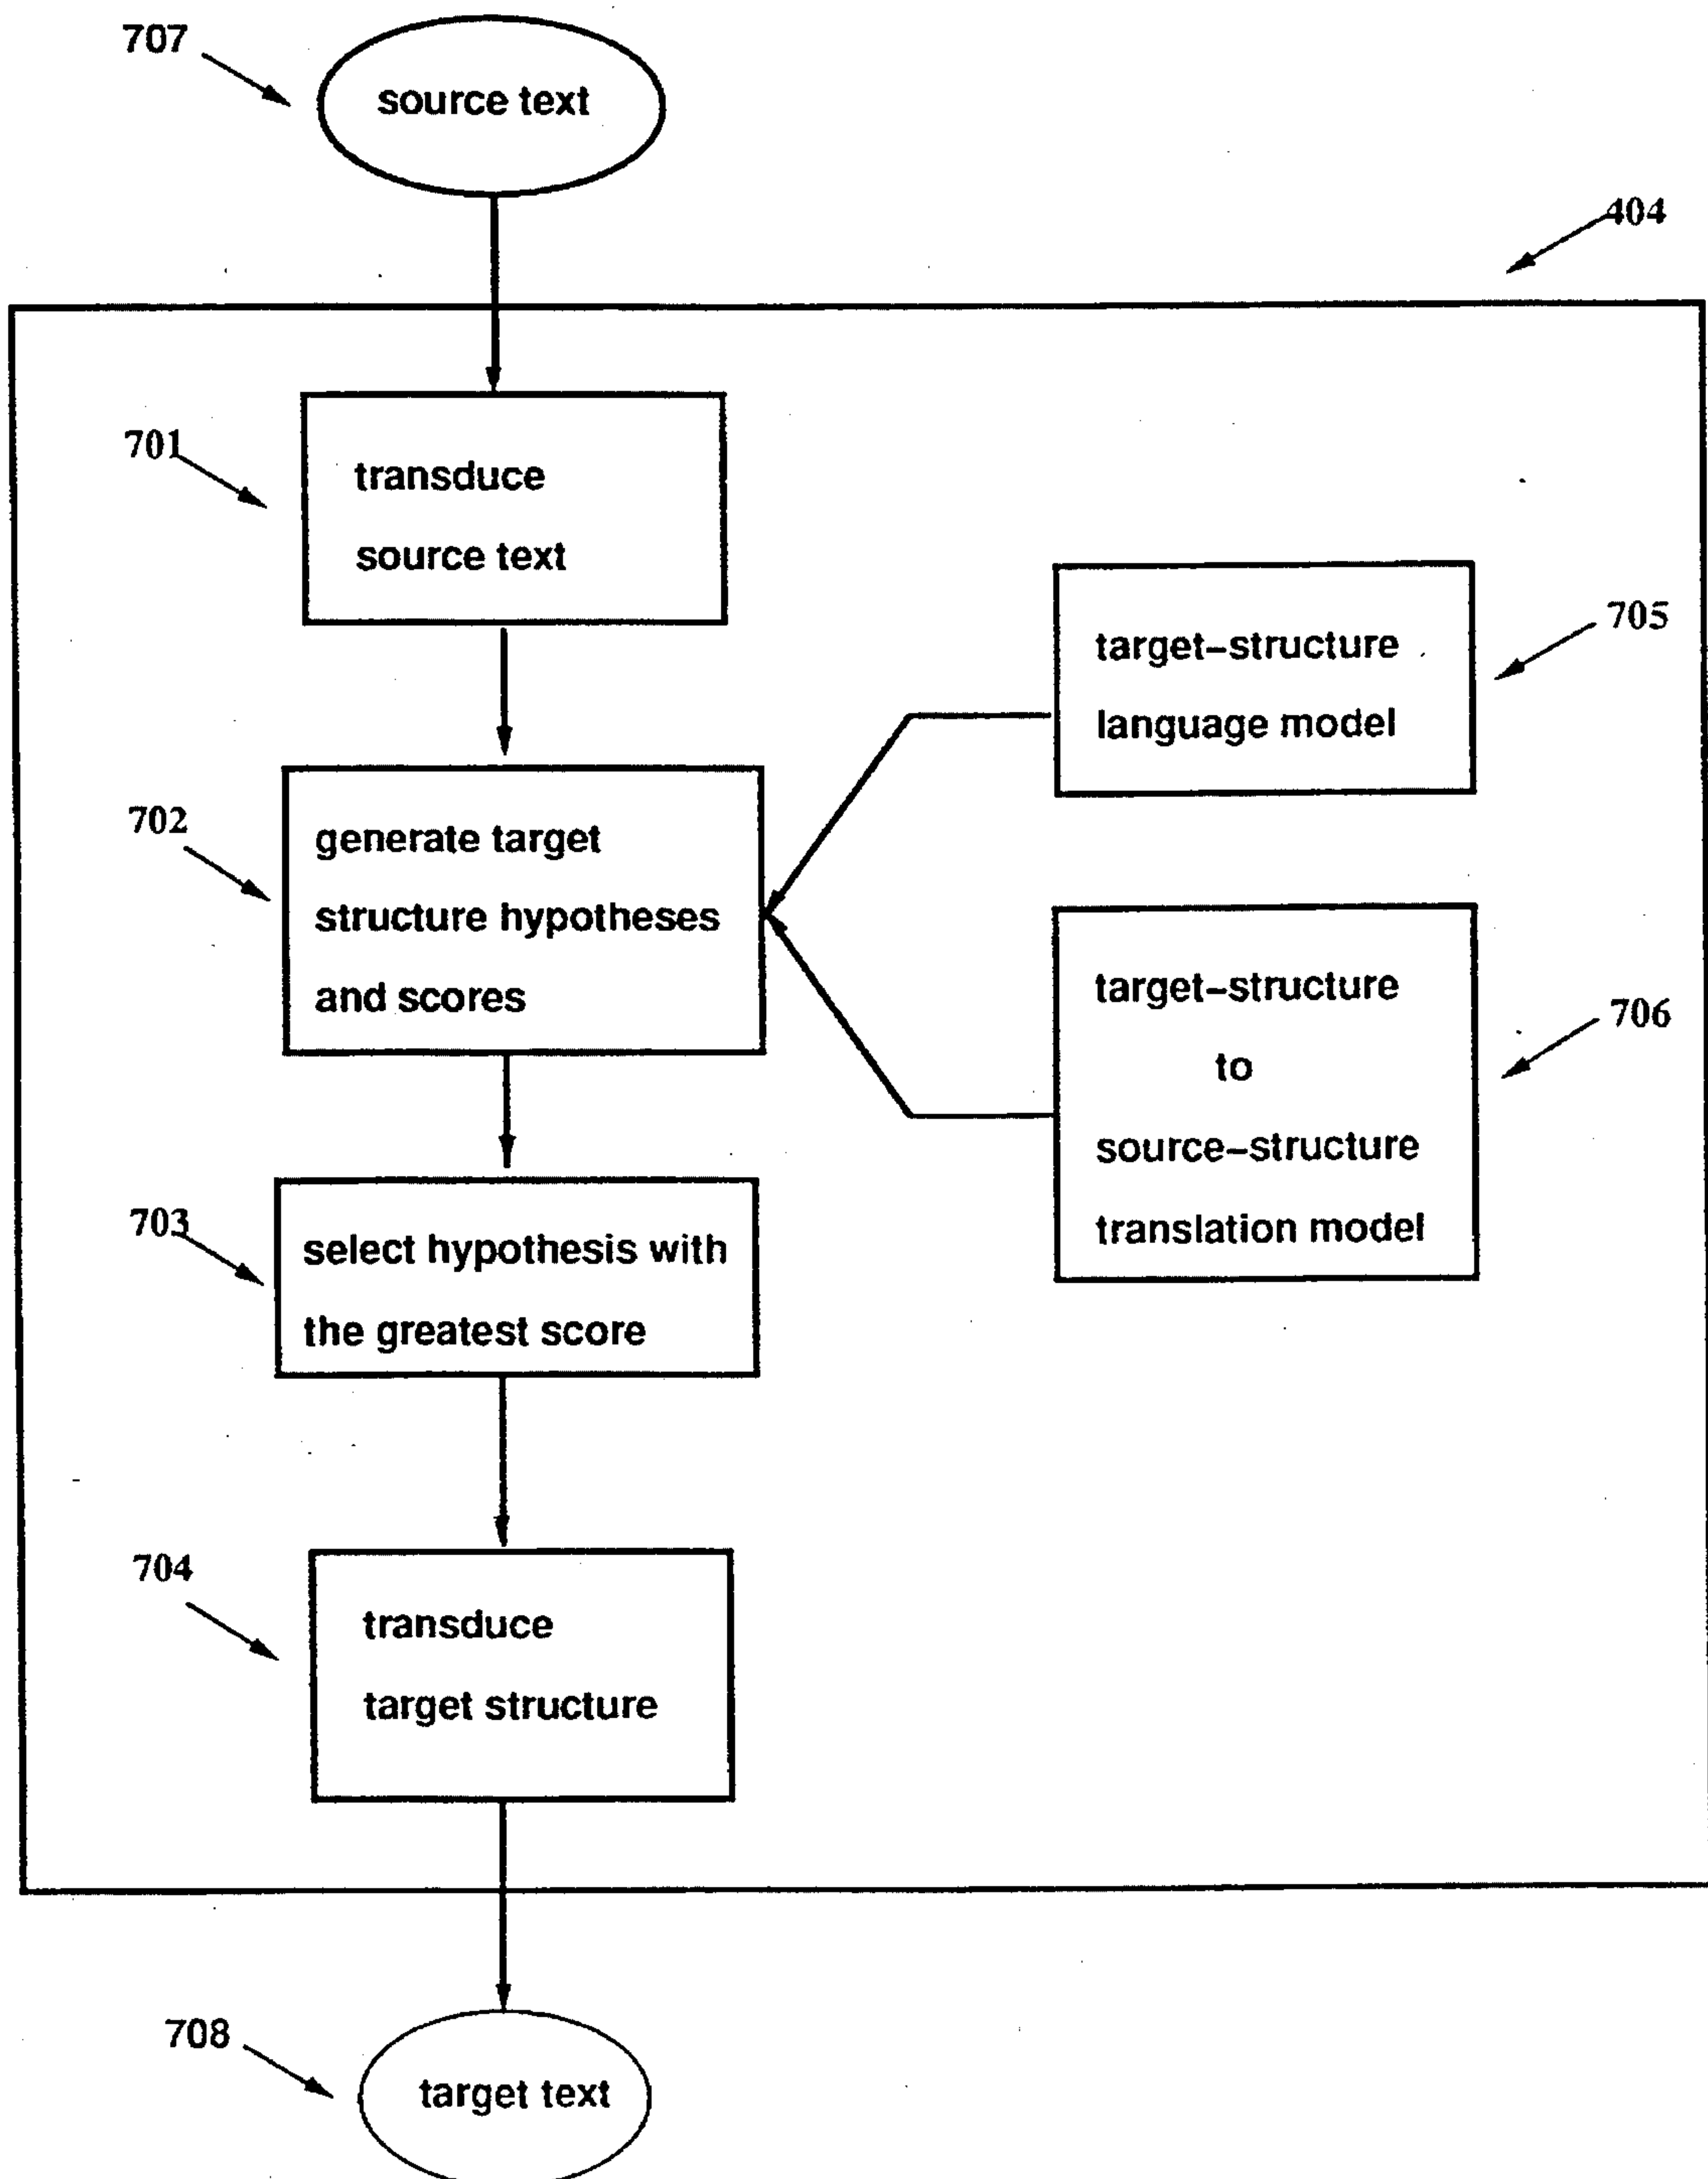 707
source text
404
701
transduce
source text
705
target–structure
language model
702
generate target
structure hypotheses
and scores
706
target–structure
to
source–structure
translation model
703
select hypothesis with
the greatest score
704
transduce
target structure
708
target text